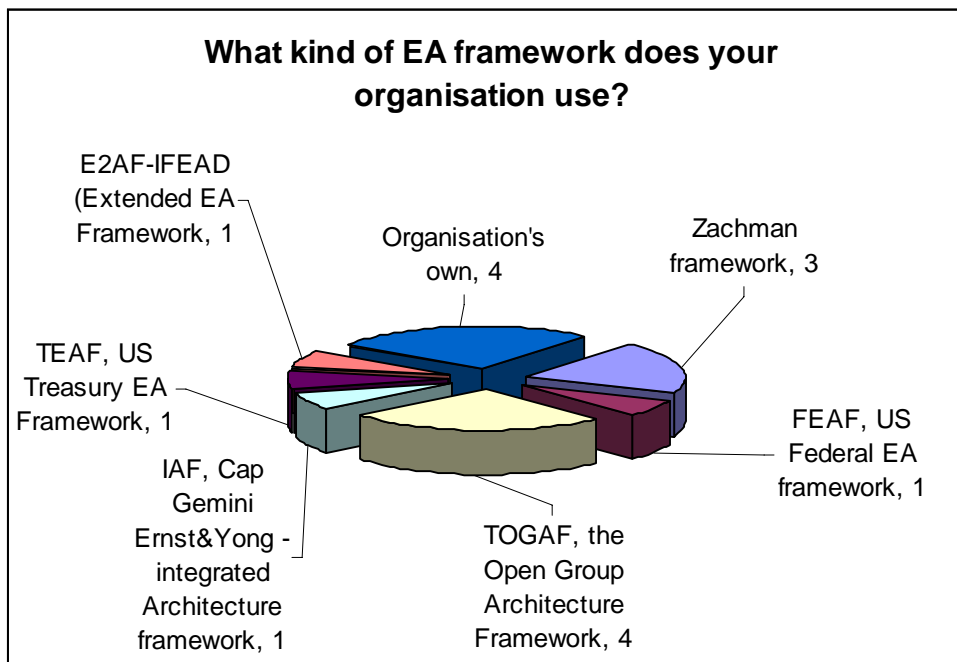 What kind of EA framework does your
organisation use?
E2AF-IFEAD
(Extended EA
Framework, 1
Organisation's
own, 4
Zachman
framework, 3
TEAF, US
Treasury EA
Framework, 1
FEAF, US
Federal EA
framework, 1
IAF, Cap
Gemini
Ernst&Yong -
integrated
Architecture
framework, 1
TOGAF, the
Open Group
Architecture
Framework, 4